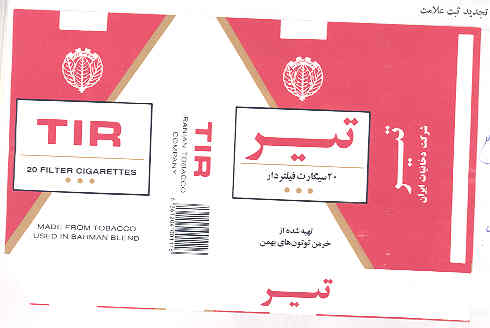 تجدید ثبت علامت
TIR
20 FILTER CIGARETTES
MADE FROM TOBACCO
USED IN BAHMAN BLEND
TIR
IRANIAN TOBACCO
COMPANY
تیر
۲۰ سیگارت فیلتردار
تهیه شده از
خرمن توتون‌های بهمن
تیر
تیر
شرکت دخانیات ایران